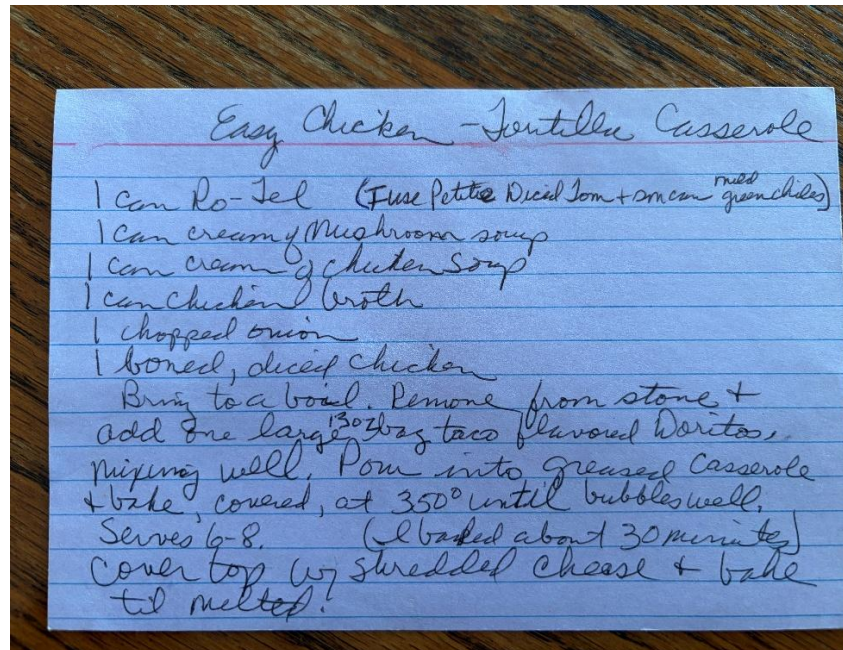 Easy Chicken - Tortilla Casserole
1 can Ro-Tel (I use Petite Diced Tom + sm can mild green chiles)
1 can cream of Mushroom soup
1 can cream of chicken soup
1 can chicken broth
1 chopped onion
1 boned, diced chicken
Bring to a boil. Remove from stove +
add one large 13oz bag taco flavored Doritos,
mixing well. Pour into greased casserole
+ bake, covered, at 350° until bubbles well.
Serves 6-8. (I baked about 30 minutes)
Cover top w/ shredded cheese + bake
til melted!